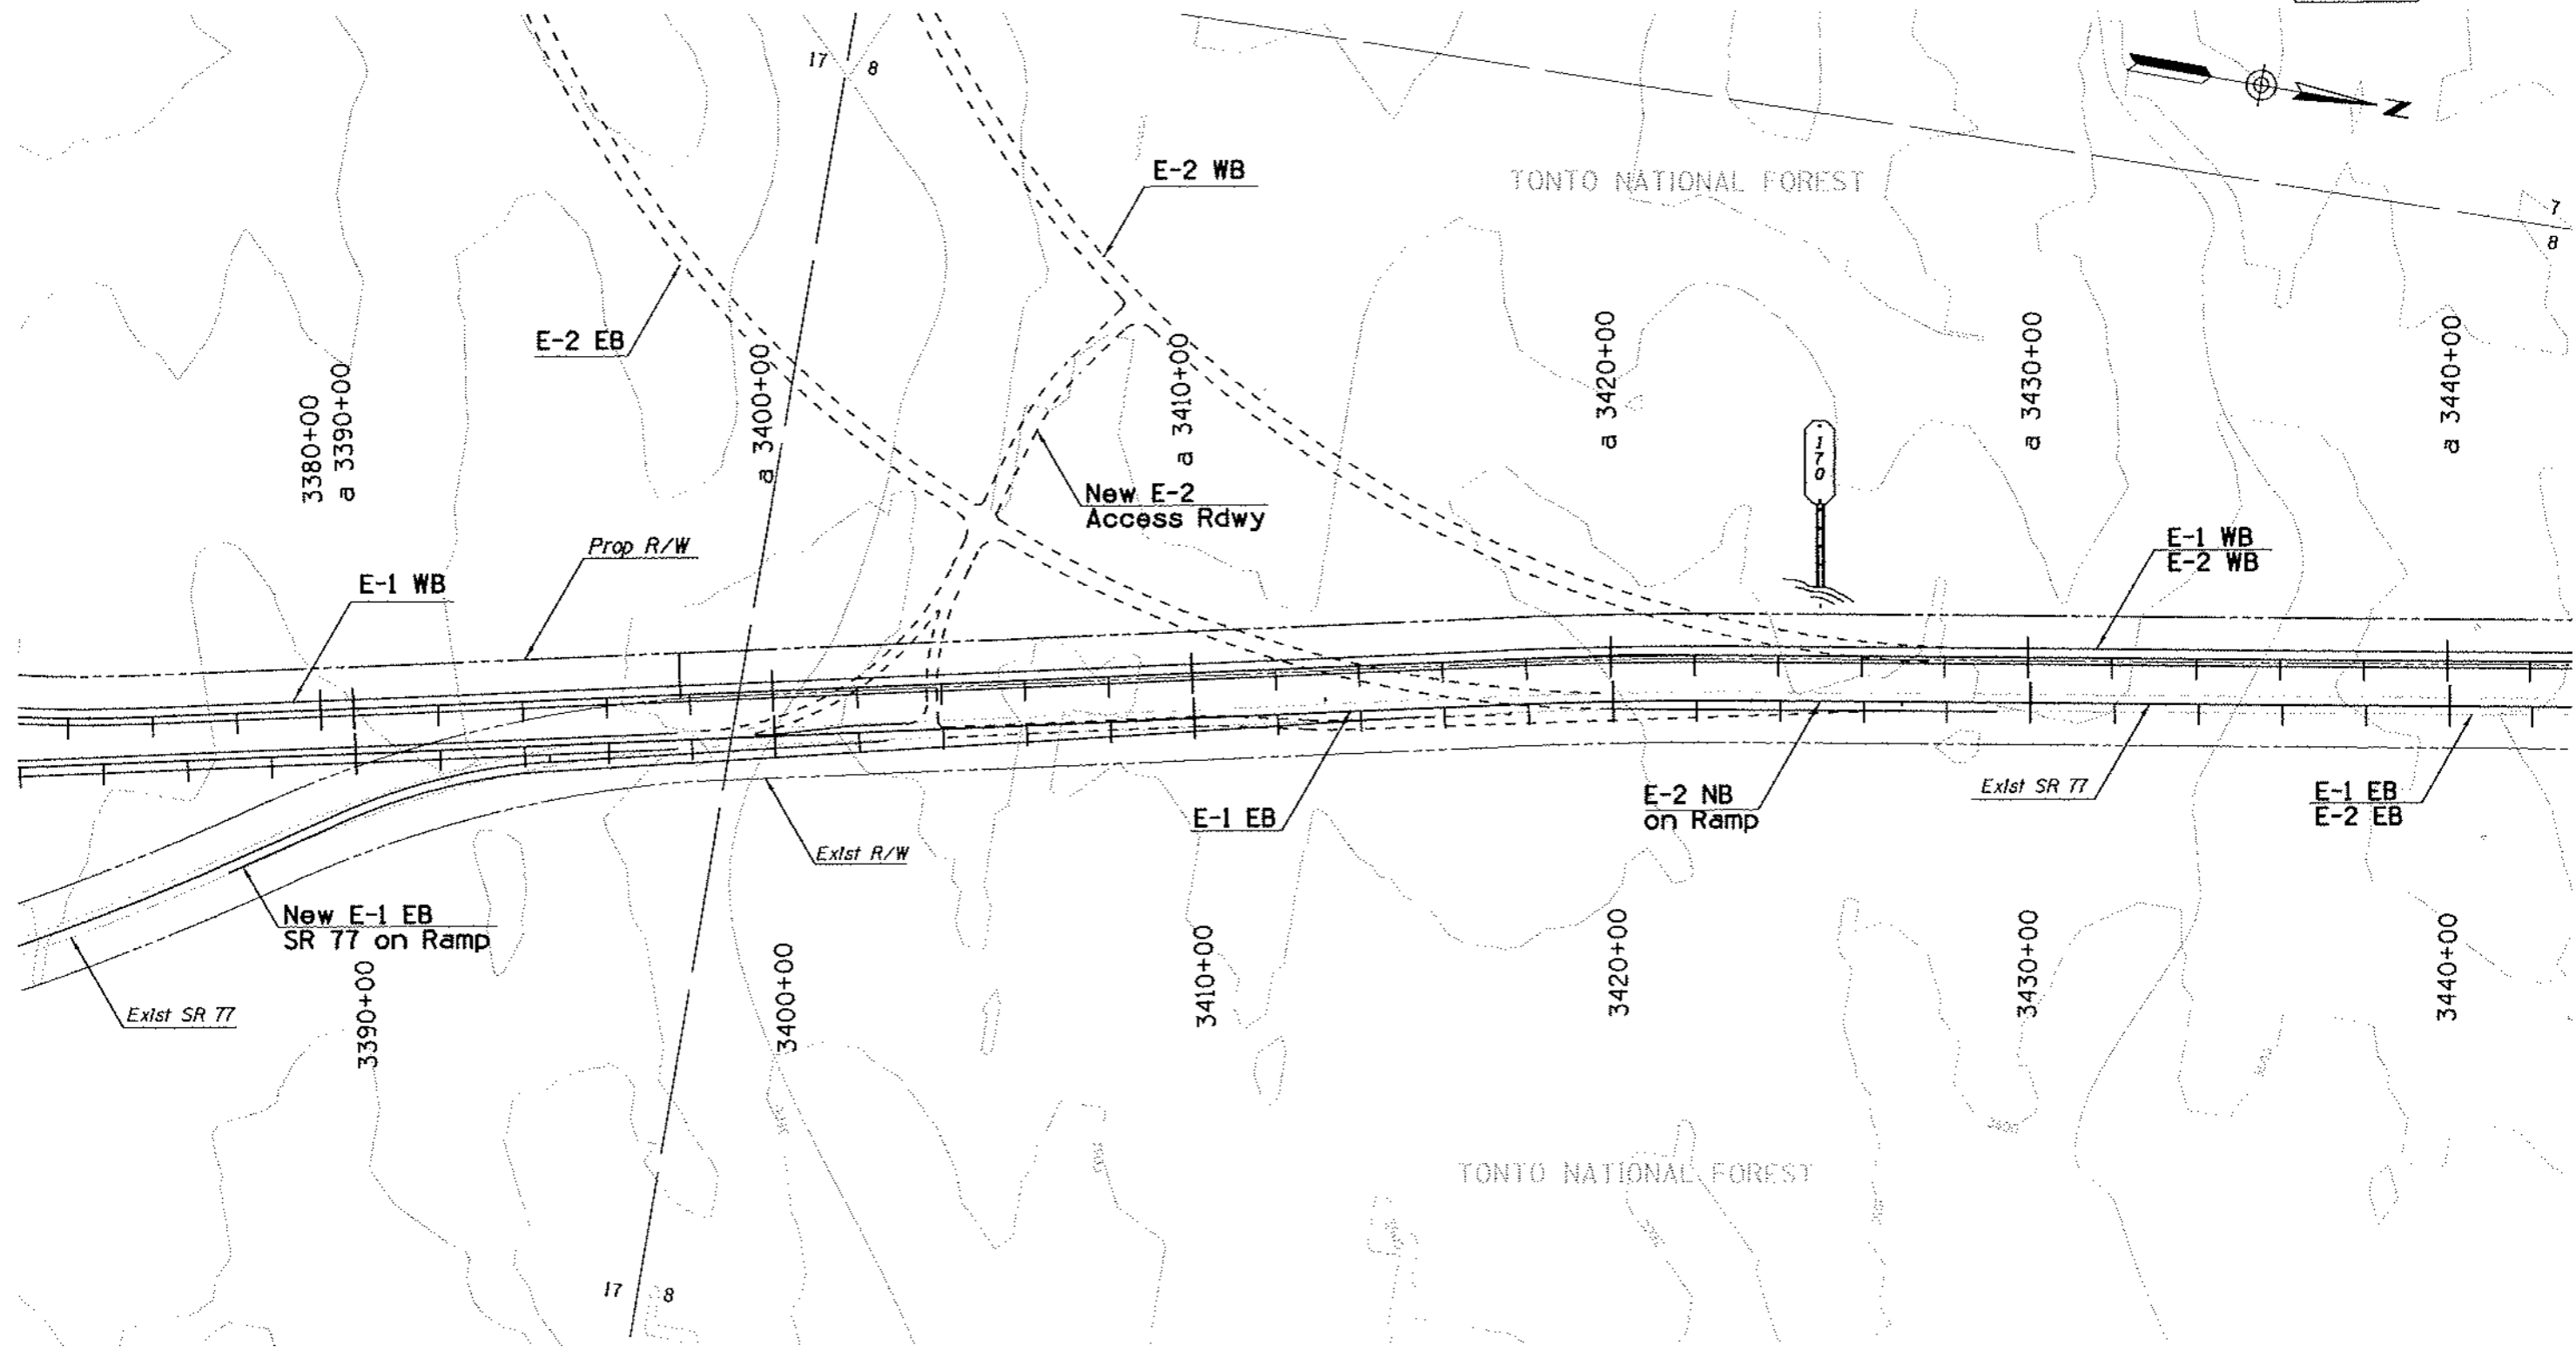 17 8
N
E-2 WB
TONTO NATIONAL FOREST
7
8
E-2 EB
3380+00
a 3390+00
a 3400+00
a 3410+00
a 3420+00
a 3430+00
a 3440+00
170
New E-2
Access Rdwy
Prop R/W
E-1 WB
E-1 WB
E-2 WB
E-1 EB
E-2 NB
on Ramp
Exist SR 77
E-1 EB
E-2 EB
Exist R/W
New E-1 EB
SR 77 on Ramp
Exist SR 77
3390+00
3400+00
3410+00
3420+00
3430+00
3440+00
TONTO NATIONAL FOREST
17 8